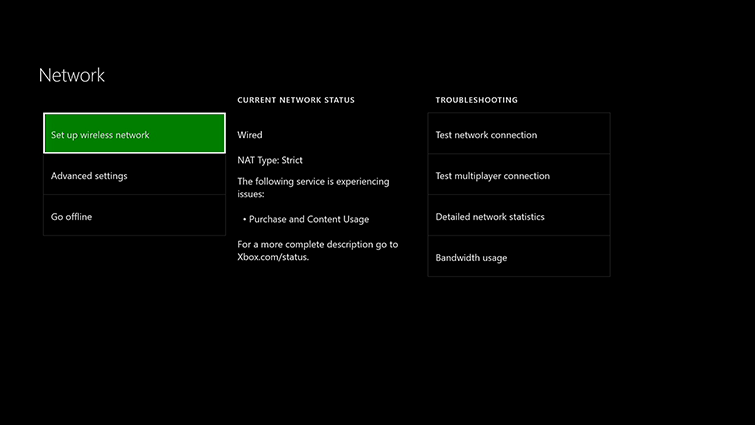 Network
Set up wireless network
Advanced settings
Go offline
CURRENT NETWORK STATUS
Wired
NAT Type: Strict
The following service is experiencing
issues:
• Purchase and Content Usage
For a more complete description go to
Xbox.com/status.
TROUBLESHOOTING
Test network connection
Test multiplayer connection
Detailed network statistics
Bandwidth usage